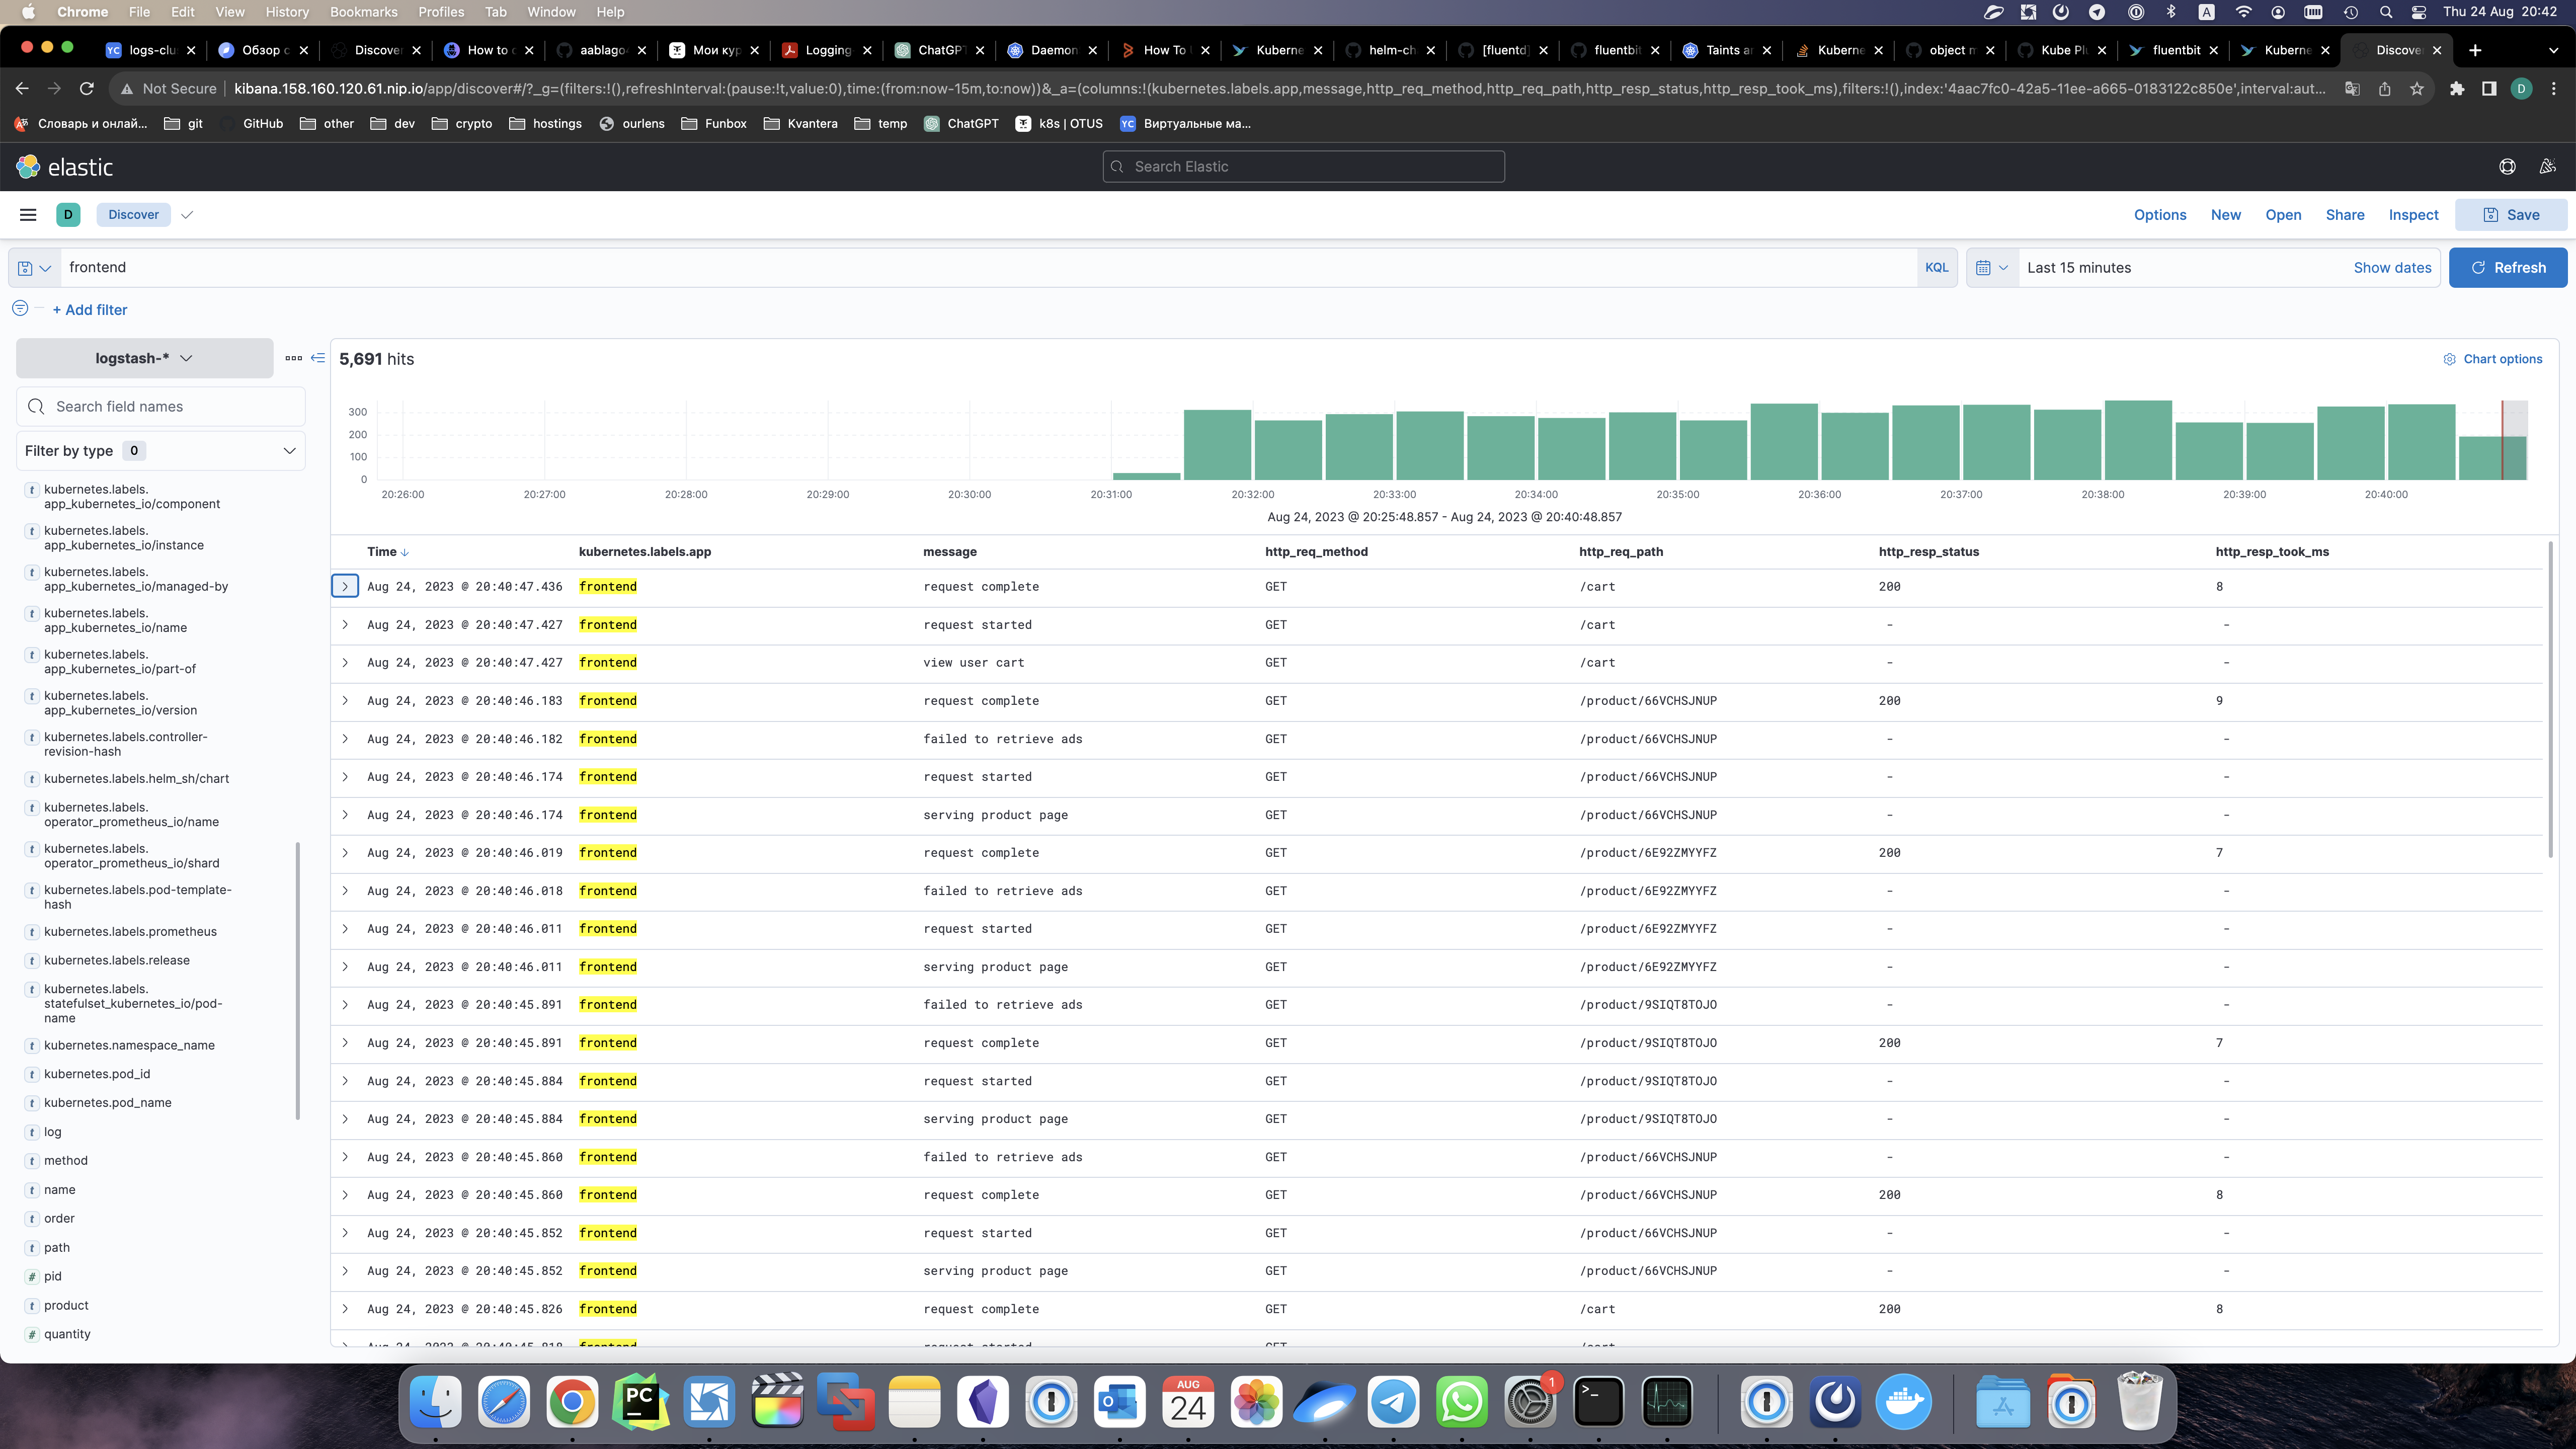 Chrome File Edit View History Bookmarks Profiles Tab Window Help A Thu 24 Aug 20:42
YC logs-clu Обзор с Discover How to c aablago Мои кур Logging ChatGPT Daemon How To Kuberne helm-ch [fluentd] fluentbit Taints ar Kuberne object m Kube Plu fluentbit Kuberne Discover
Not Secure kibana.158.160.120.61.nip.io/app/discover#/?_g=(filters:!(),refreshInterval:(pause:!t,value:0),time:(from:now-15m,to:now))&_a=(columns:!(kubernetes.labels.app,message,http_req_method,http_req_path,http_resp_status,http_resp_took_ms),filters:!(),index:'4aac7fc0-42a5-11ee-a665-0183122c850e',interval:aut... D
Словарь и онлай... git GitHub other dev crypto hostings ourlens Funbox Kvantera temp ChatGPT k8s | OTUS YC Виртуальные ма...
elastic Search Elastic
D Discover Options New Open Share Inspect Save
frontend KQL Last 15 minutes Show dates Refresh
+ Add filter
logstash-*
Search field names
Filter by type 0
t kubernetes.labels.
app_kubernetes_io/component
t kubernetes.labels.
app_kubernetes_io/instance
t kubernetes.labels.
app_kubernetes_io/managed-by
t kubernetes.labels.
app_kubernetes_io/name
t kubernetes.labels.
app_kubernetes_io/part-of
t kubernetes.labels.
app_kubernetes_io/version
t kubernetes.labels.controller-
revision-hash
t kubernetes.labels.helm_sh/chart
t kubernetes.labels.
operator_prometheus_io/name
t kubernetes.labels.
operator_prometheus_io/shard
t kubernetes.labels.pod-template-
hash
t kubernetes.labels.prometheus
t kubernetes.labels.release
t kubernetes.labels.
statefulset_kubernetes_io/pod-
name
t kubernetes.namespace_name
t kubernetes.pod_id
t kubernetes.pod_name
t log
t method
t name
t order
t path
# pid
t product
# quantity
5,691 hits Chart options
300
200
100
0
20:26:00 20:27:00 20:28:00 20:29:00 20:30:00 20:31:00 20:32:00 20:33:00 20:34:00 20:35:00 20:36:00 20:37:00 20:38:00 20:39:00 20:40:00
Aug 24, 2023 @ 20:25:48.857 - Aug 24, 2023 @ 20:40:48.857
Time kubernetes.labels.app message http_req_method http_req_path http_resp_status http_resp_took_ms
Aug 24, 2023 @ 20:40:47.436 frontend request complete GET /cart 200 8
Aug 24, 2023 @ 20:40:47.427 frontend request started GET /cart - -
Aug 24, 2023 @ 20:40:47.427 frontend view user cart GET /cart - -
Aug 24, 2023 @ 20:40:46.183 frontend request complete GET /product/66VCHSJNUP 200 9
Aug 24, 2023 @ 20:40:46.182 frontend failed to retrieve ads GET /product/66VCHSJNUP - -
Aug 24, 2023 @ 20:40:46.174 frontend request started GET /product/66VCHSJNUP - -
Aug 24, 2023 @ 20:40:46.174 frontend serving product page GET /product/66VCHSJNUP - -
Aug 24, 2023 @ 20:40:46.019 frontend request complete GET /product/6E92ZMYYFZ 200 7
Aug 24, 2023 @ 20:40:46.018 frontend failed to retrieve ads GET /product/6E92ZMYYFZ - -
Aug 24, 2023 @ 20:40:46.011 frontend request started GET /product/6E92ZMYYFZ - -
Aug 24, 2023 @ 20:40:46.011 frontend serving product page GET /product/6E92ZMYYFZ - -
Aug 24, 2023 @ 20:40:45.891 frontend failed to retrieve ads GET /product/9SIQT8TOJO - -
Aug 24, 2023 @ 20:40:45.891 frontend request complete GET /product/9SIQT8TOJO 200 7
Aug 24, 2023 @ 20:40:45.884 frontend request started GET /product/9SIQT8TOJO - -
Aug 24, 2023 @ 20:40:45.884 frontend serving product page GET /product/9SIQT8TOJO - -
Aug 24, 2023 @ 20:40:45.860 frontend failed to retrieve ads GET /product/66VCHSJNUP - -
Aug 24, 2023 @ 20:40:45.860 frontend request complete GET /product/66VCHSJNUP 200 8
Aug 24, 2023 @ 20:40:45.852 frontend request started GET /product/66VCHSJNUP - -
Aug 24, 2023 @ 20:40:45.852 frontend serving product page GET /product/66VCHSJNUP - -
Aug 24, 2023 @ 20:40:45.826 frontend request complete GET /cart 200 8
PC AUG 24 1